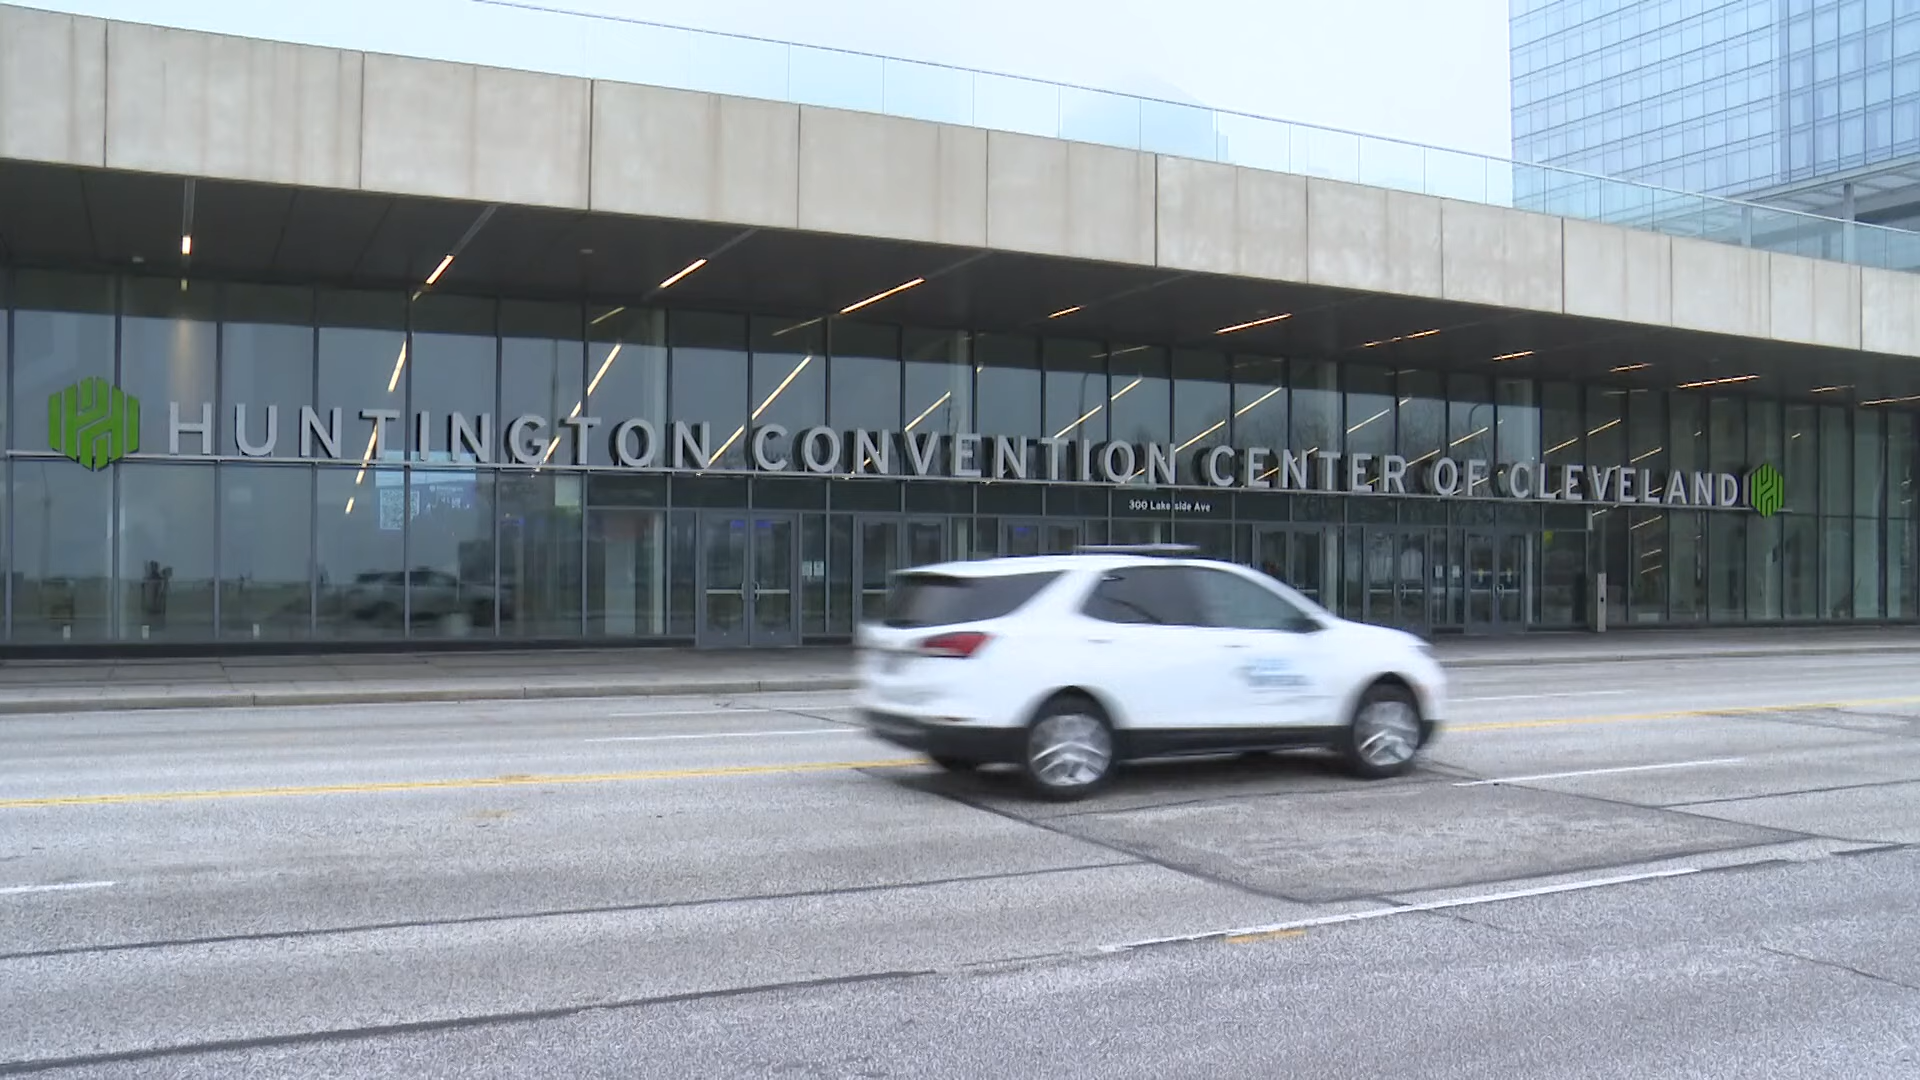 HUNTINGTON CONVENTION CENTER OF CLEVELAND
300 Lakeside Ave